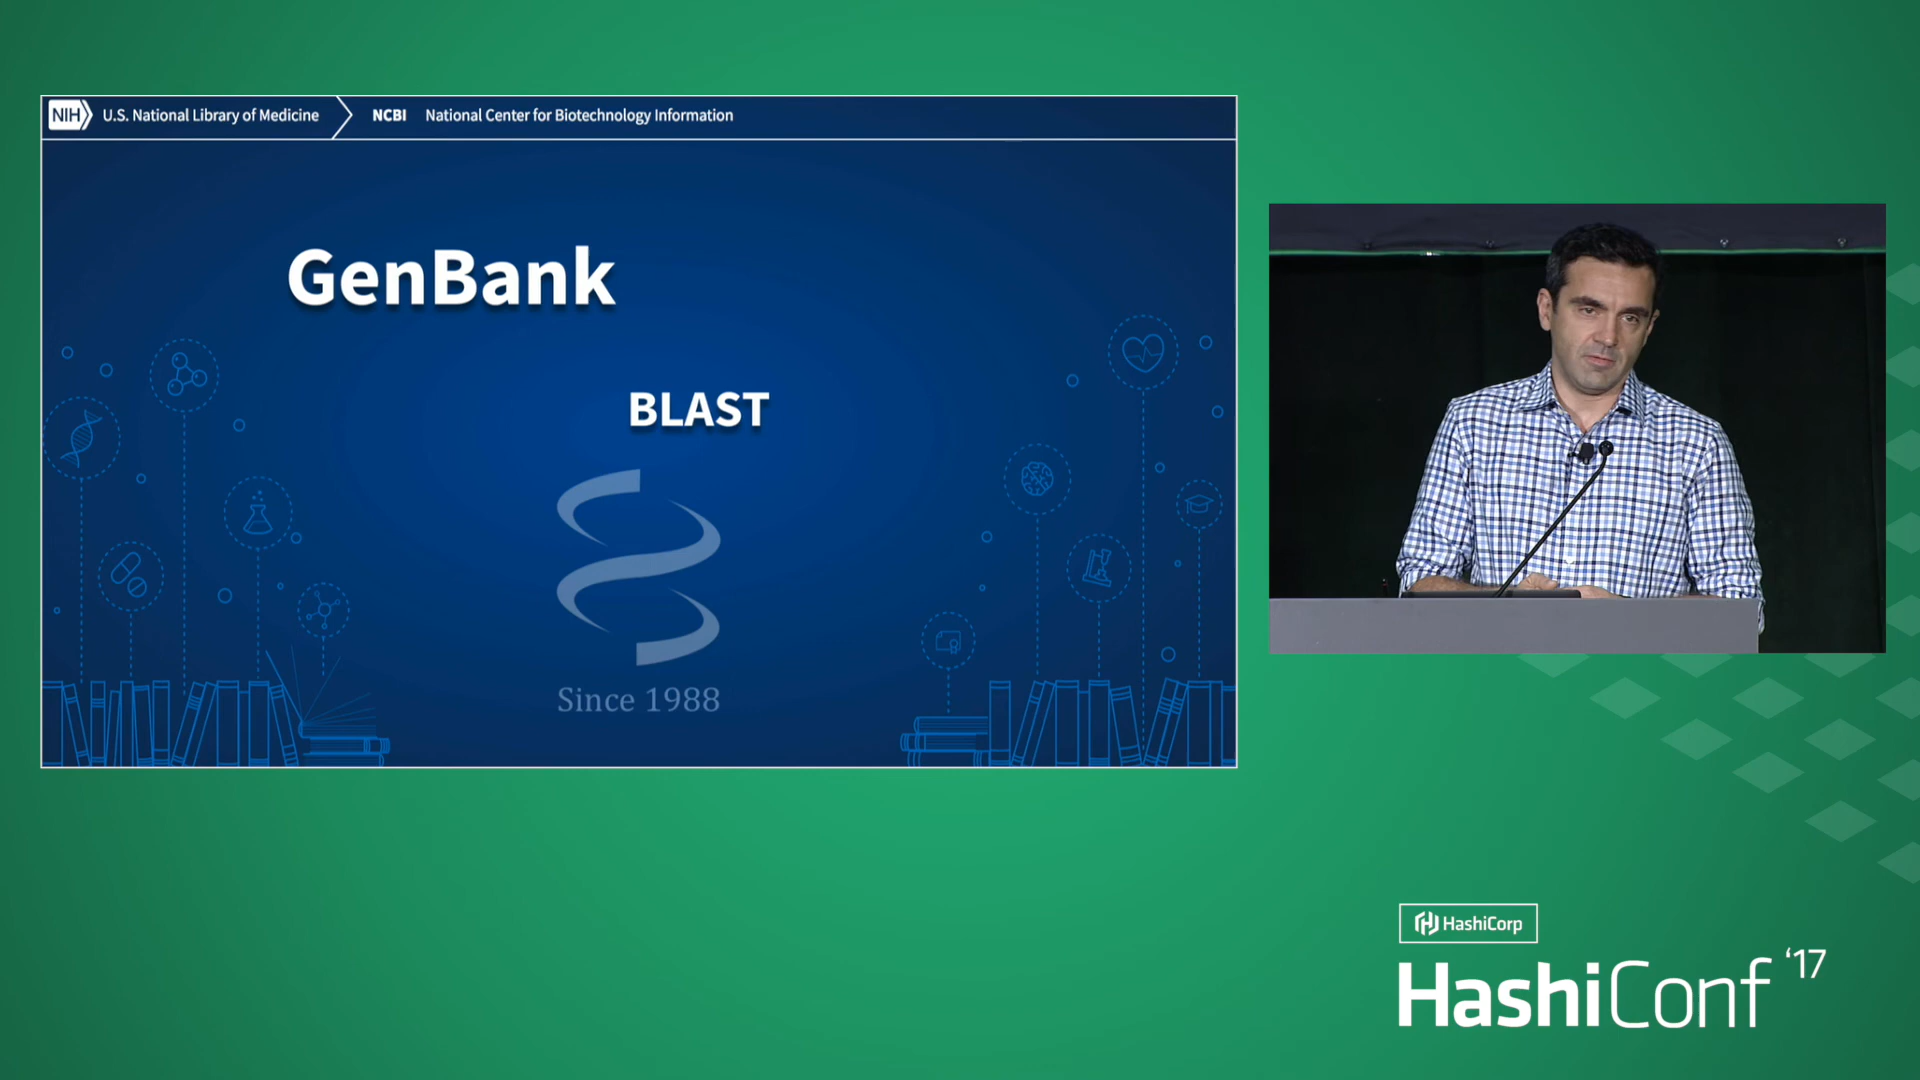 NIH U.S. National Library of Medicine NCBI National Center for Biotechnology Information
GenBank
BLAST
Since 1988
HashiCorp
HashiConf '17